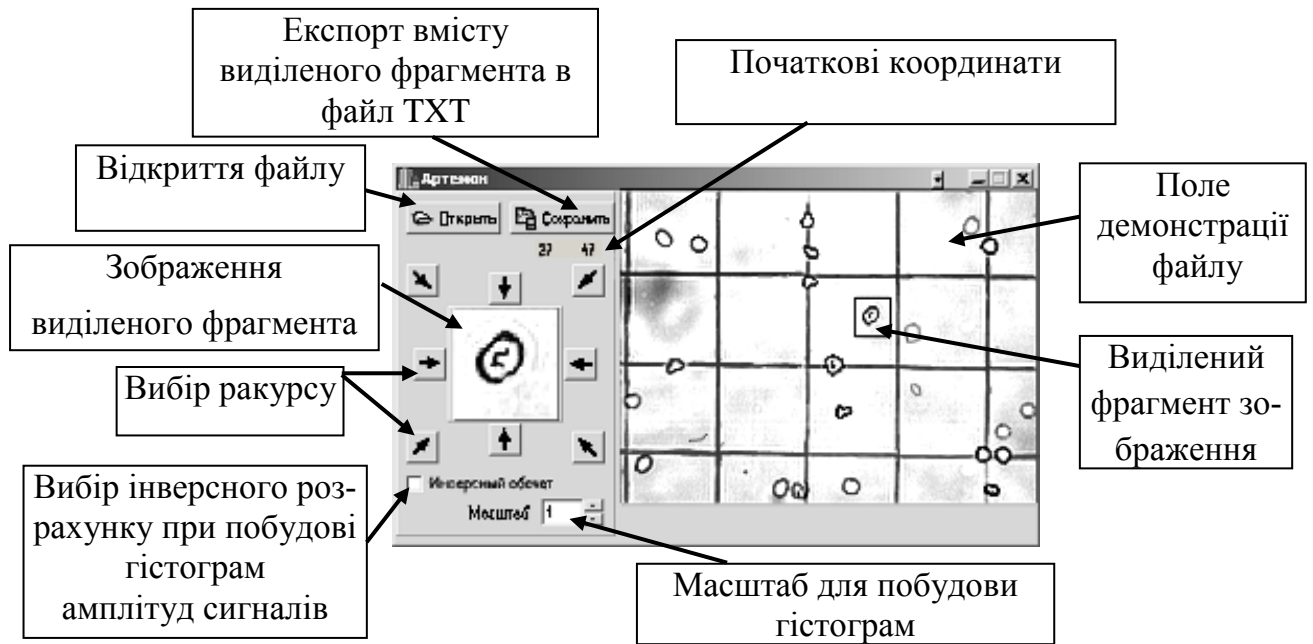 Експорт вмісту
виділеного фрагмента в
файл TXT
Початкові координати
Відкриття файлу
Артемон
Открыть
Сохранить
27 47
Поле
демонстрації
файлу
Зображення
виділеного фрагмента
Вибір ракурсу
Виділений
фрагмент зо-
браження
Вибір інверсного роз-
рахунку при побудові
гістограм
амплітуд сигналів
Инверсный обсчет
Масштаб 1
Масштаб для побудови
гістограм